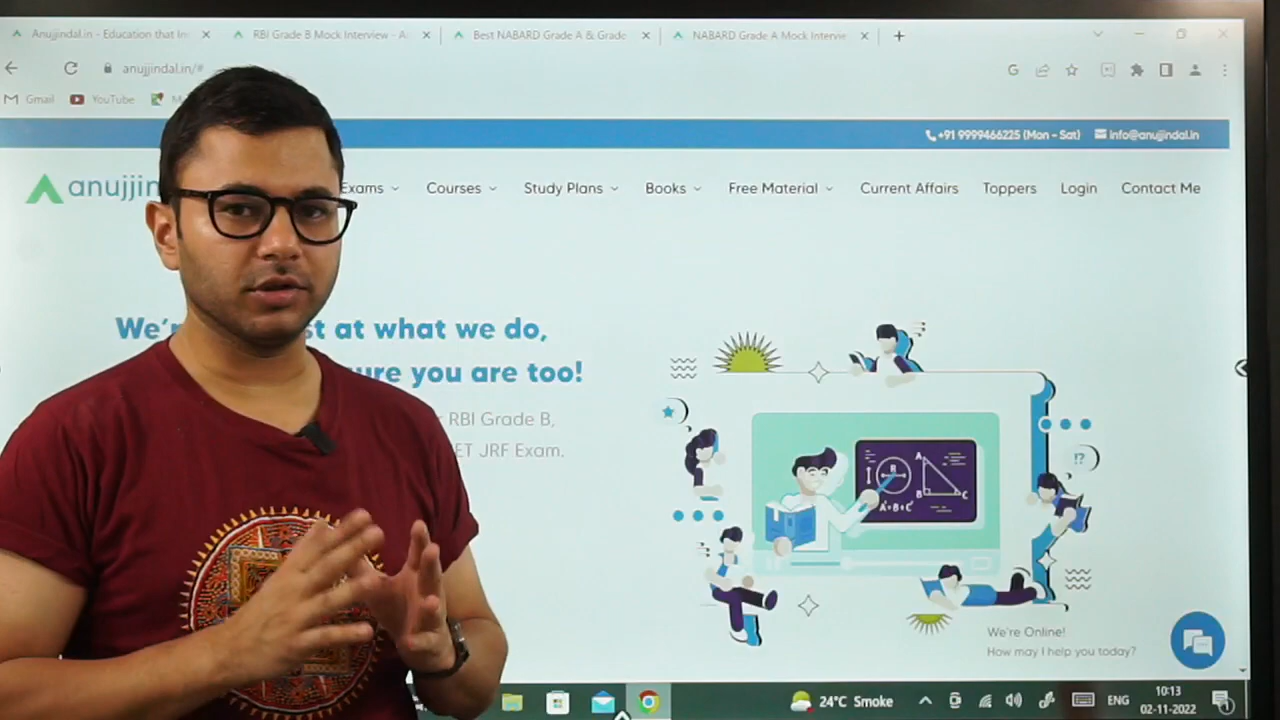 Anujjindal.in - Education that In
RBI Grade B Mock Interview - A
Best NABARD Grade A & Grade
NABARD Grade A Mock Intervie
anujjindal.in/#
G
Gmail
YouTube
+91 9999466225 (Mon - Sat)
info@anujjindal.in
anujjin
Exams
Courses
Study Plans
Books
Free Material
Current Affairs
Toppers
Login
Contact Me
at what we do,
sure you are too!
RBI Grade B,
ET JRF Exam.
!?
A
R
B
C
A+B+C
We're Online!
How may I help you today?
24°C Smoke
ENG
10:13
02-11-2022
1